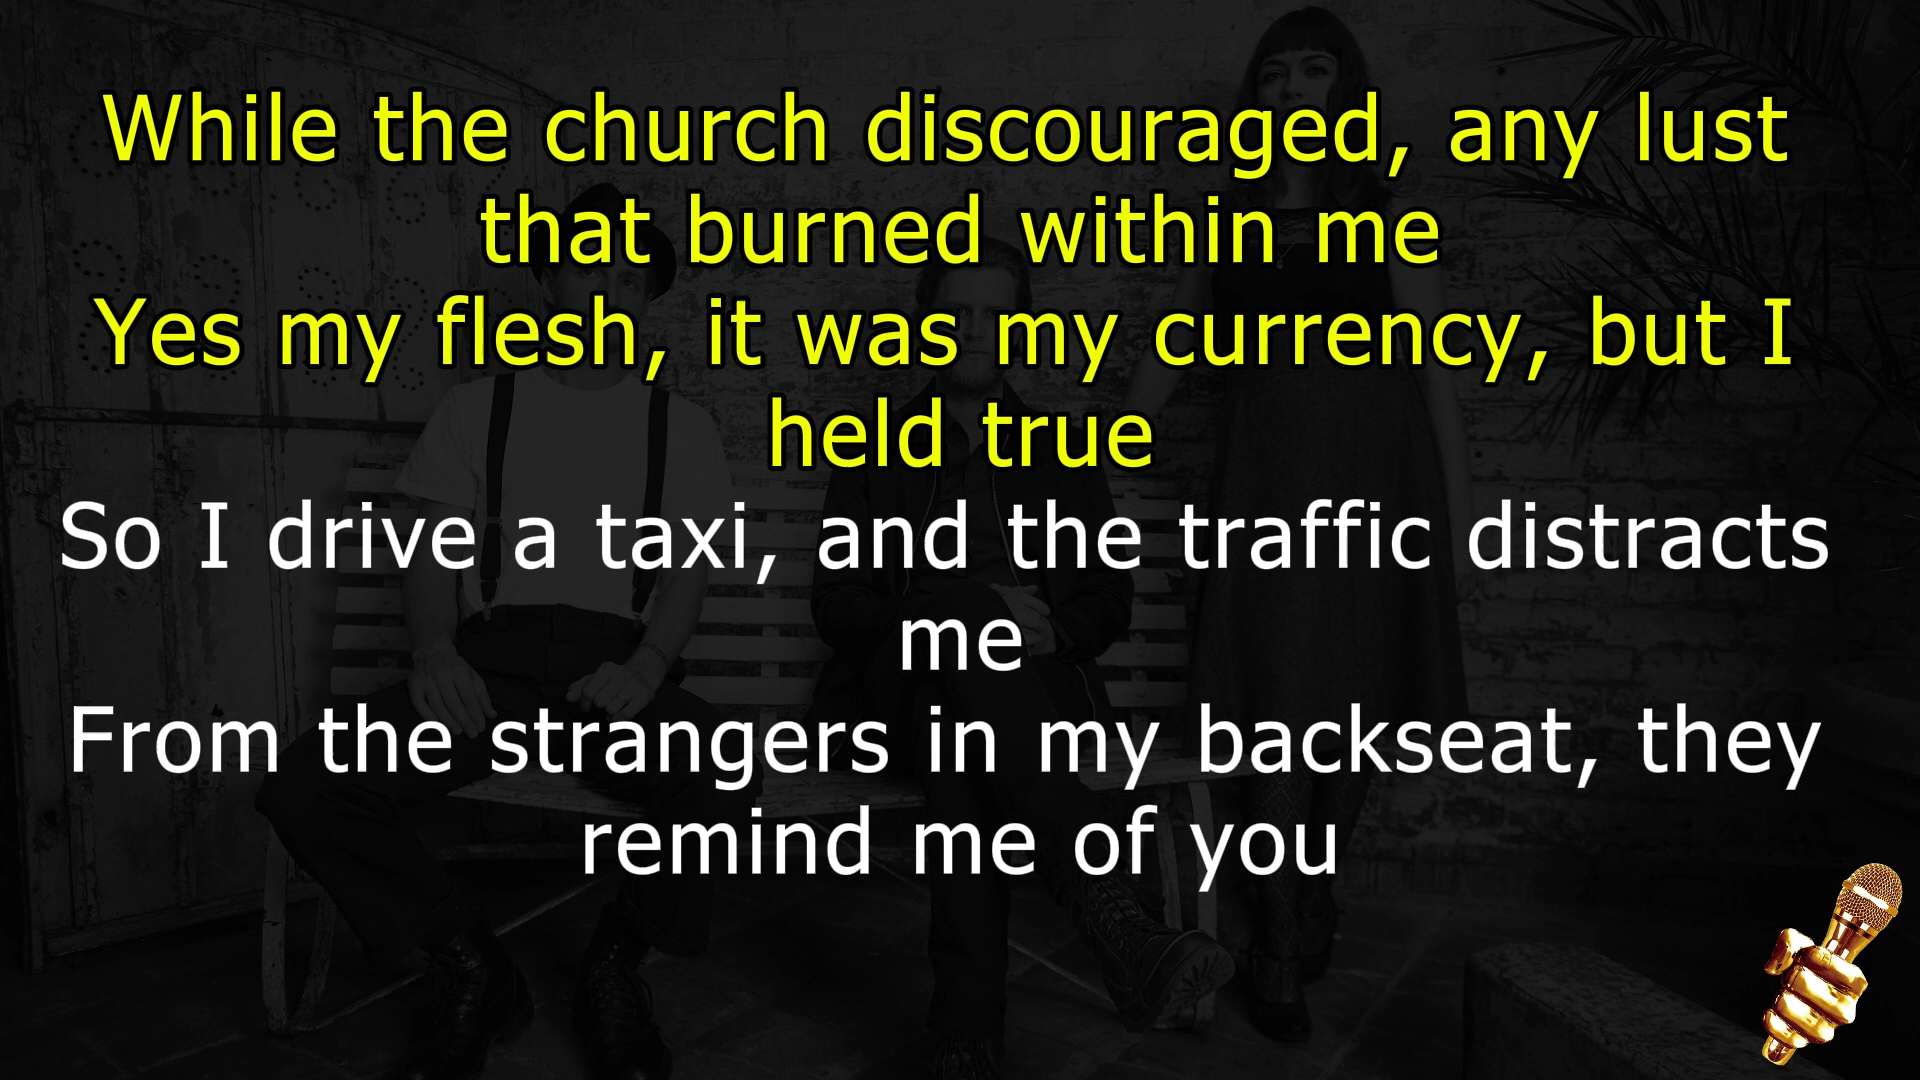 While the church discouraged, any lust
that burned within me
Yes my flesh, it was my currency, but I
held true
So I drive a taxi, and the traffic distracts
me
From the strangers in my backseat, they
remind me of you